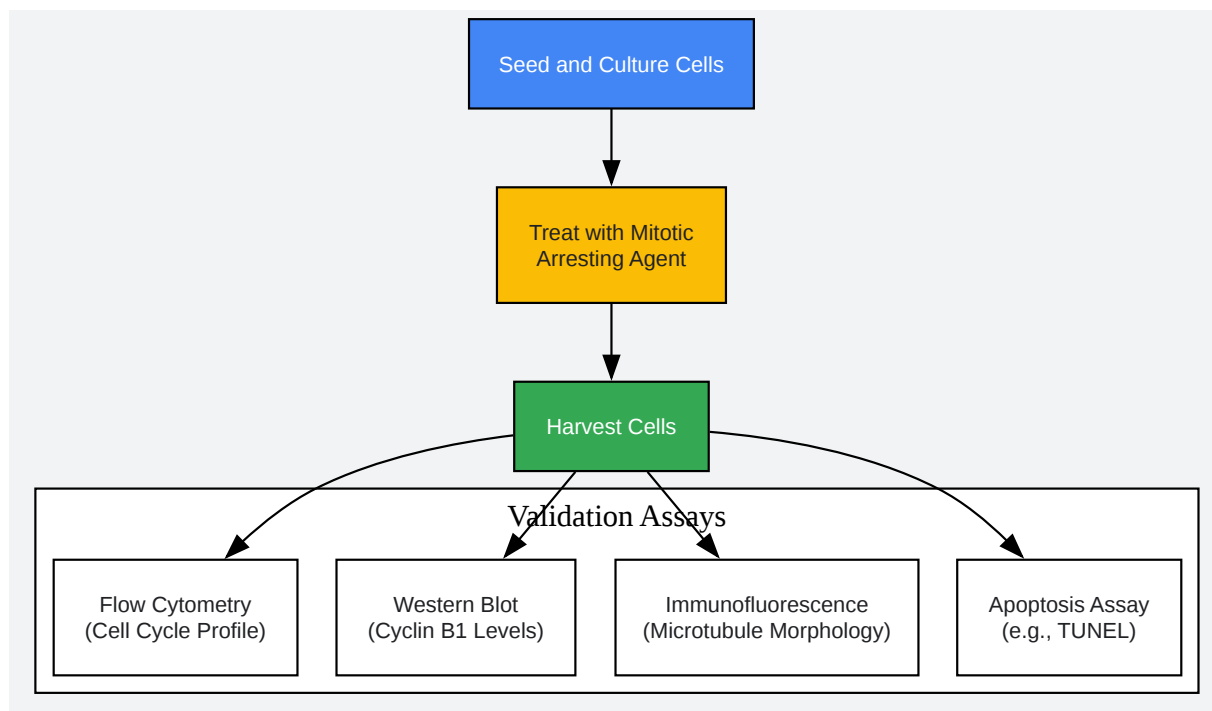 Seed and Culture Cells
Treat with Mitotic
Arresting Agent
Harvest Cells
Validation Assays
Flow Cytometry
(Cell Cycle Profile)
Western Blot
(Cyclin B1 Levels)
Immunofluorescence
(Microtubule Morphology)
Apoptosis Assay
(e.g., TUNEL)